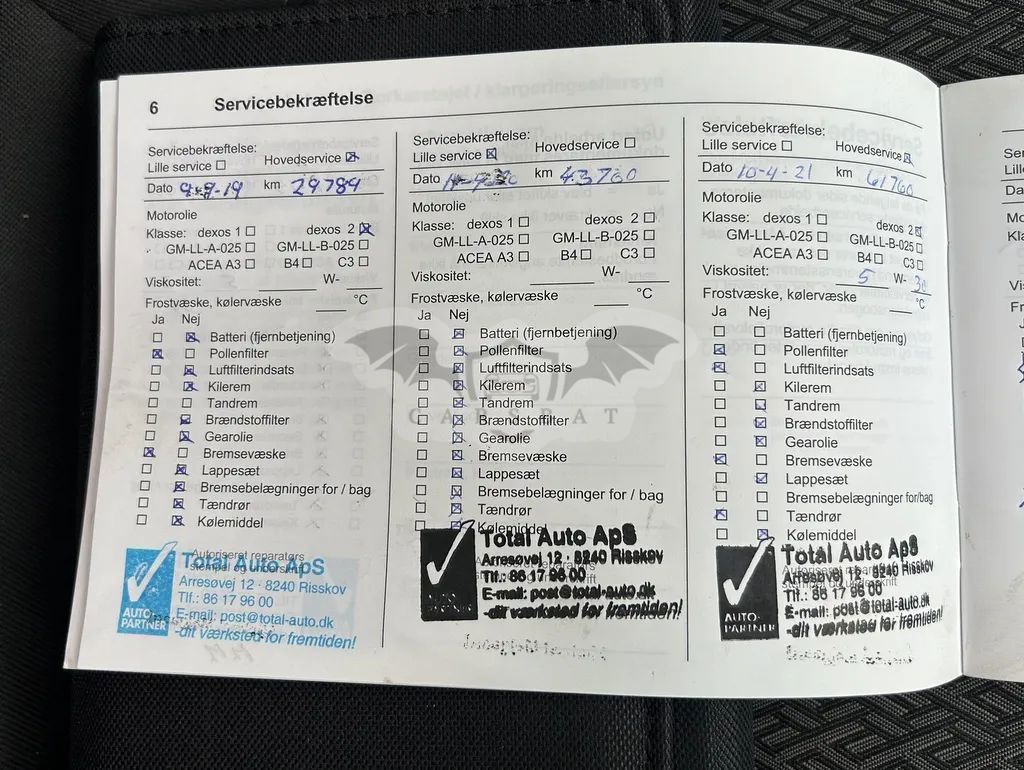 6 Servicebekræftelse
Servicebekræftelse:
Lille service ☐ Hovedservice ☒
Dato 9-9-19 km 29789
Motorolie
Klasse: dexos 1 ☐ dexos 2 ☒
GM-LL-A-025 ☐ GM-LL-B-025 ☐
ACEA A3 ☐ B4 ☐ C3 ☐
Viskositet: W-
Frostvæske, kølervæske °C
Ja Nej
☐ ☒ Batteri (fjernbetjening)
☒ ☐ Pollenfilter
☐ ☒ Luftfilterindsats
☐ ☒ Kilerem
☐ ☐ Tandrem
☐ ☒ Brændstoffilter
☐ ☒ Gearolie
☒ ☐ Bremsevæske
☐ ☒ Lappesæt
☐ ☒ Bremsebelægninger for / bag
☐ ☒ Tændrør
☐ ☒ Kølemiddel
Autoriseret reparatørs
stempel og underskrift
Total Auto ApS
Arresøvej 12 · 8240 Risskov
Tlf.: 86 17 96 00
E-mail: post@total-auto.dk
-dit værksted for fremtiden!
AUTO-
PARTNER
Servicebekræftelse:
Lille service ☒ Hovedservice ☐
Dato km 43760
Motorolie
Klasse: dexos 1 ☐ dexos 2 ☐
GM-LL-A-025 ☐ GM-LL-B-025 ☐
ACEA A3 ☐ B4 ☐ C3 ☐
Viskositet: W-
Frostvæske, kølervæske °C
Ja Nej
☐ ☒ Batteri (fjernbetjening)
☐ ☒ Pollenfilter
☐ ☒ Luftfilterindsats
☐ ☒ Kilerem
☐ ☒ Tandrem
☐ ☒ Brændstoffilter
☐ ☒ Gearolie
☐ ☒ Bremsevæske
☐ ☒ Lappesæt
☐ ☒ Bremsebelægninger for / bag
☐ ☒ Tændrør
☐ ☒ Kølemiddel
Total Auto ApS
Arresøvej 12 · 8240 Risskov
Tlf.: 86 17 96 00
E-mail: post@total-auto.dk
-dit værksted for fremtiden!
Servicebekræftelse:
Lille service ☐ Hovedservice ☒
Dato 10-4-21 km 61760
Motorolie
Klasse: dexos 1 ☐ dexos 2 ☒
GM-LL-A-025 ☐ GM-LL-B-025 ☐
ACEA A3 ☐ B4 ☐ C3 ☐
Viskositet: 5 W- 30
Frostvæske, kølervæske °C
Ja Nej
☐ ☐ Batteri (fjernbetjening)
☒ ☐ Pollenfilter
☒ ☐ Luftfilterindsats
☐ ☒ Kilerem
☐ ☒ Tandrem
☐ ☒ Brændstoffilter
☐ ☒ Gearolie
☒ ☐ Bremsevæske
☐ ☒ Lappesæt
☐ ☐ Bremsebelægninger for/bag
☒ ☐ Tændrør
☐ ☒ Kølemiddel
Total Auto ApS
Arresøvej 12 · 8240 Risskov
Tlf.: 86 17 96 00
E-mail: post@total-auto.dk
-dit værksted for fremtiden!
AUTO-
PARTNER
CARSBAT